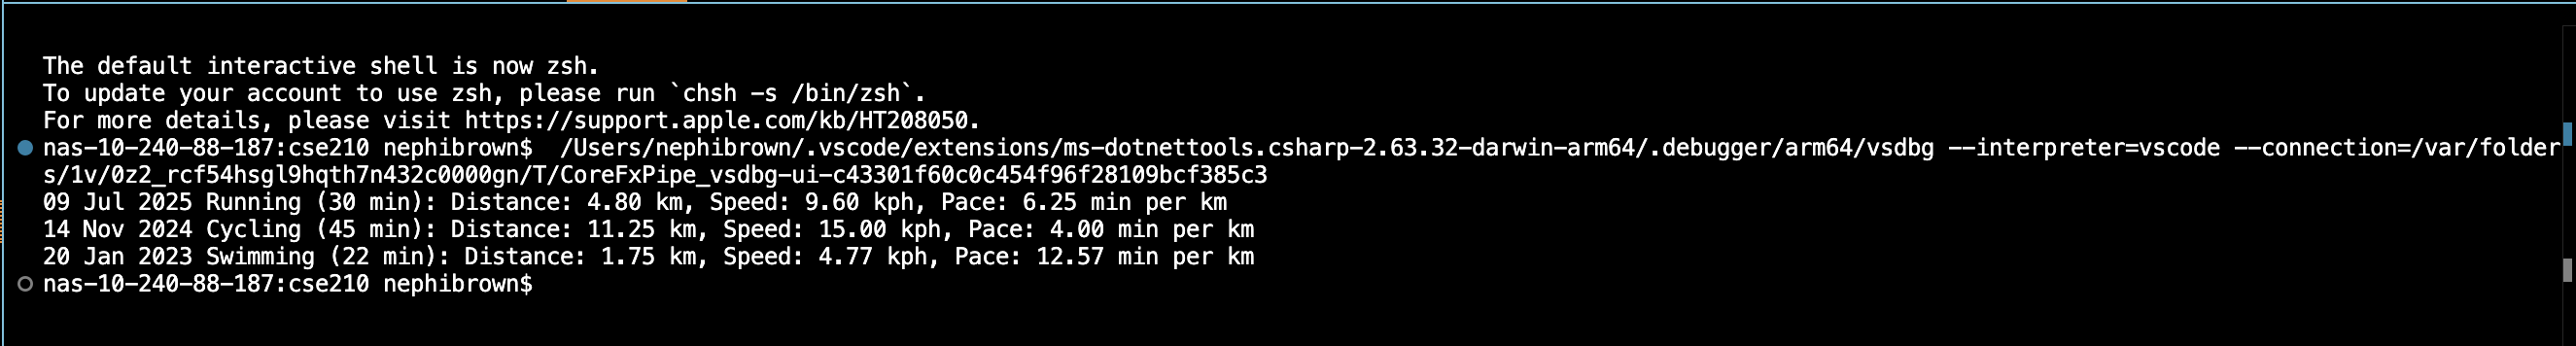 The default interactive shell is now zsh.
To update your account to use zsh, please run `chsh -s /bin/zsh`.
For more details, please visit https://support.apple.com/kb/HT208050.
nas-10-240-88-187:cse210 nephibrown$  /Users/nephibrown/.vscode/extensions/ms-dotnettools.csharp-2.63.32-darwin-arm64/.debugger/arm64/vsdbg --interpreter=vscode --connection=/var/folder
s/1v/0z2_rcf54hsgl9hqth7n432c0000gn/T/CoreFxPipe_vsdbg-ui-c43301f60c0c454f96f28109bcf385c3
09 Jul 2025 Running (30 min): Distance: 4.80 km, Speed: 9.60 kph, Pace: 6.25 min per km
14 Nov 2024 Cycling (45 min): Distance: 11.25 km, Speed: 15.00 kph, Pace: 4.00 min per km
20 Jan 2023 Swimming (22 min): Distance: 1.75 km, Speed: 4.77 kph, Pace: 12.57 min per km
nas-10-240-88-187:cse210 nephibrown$